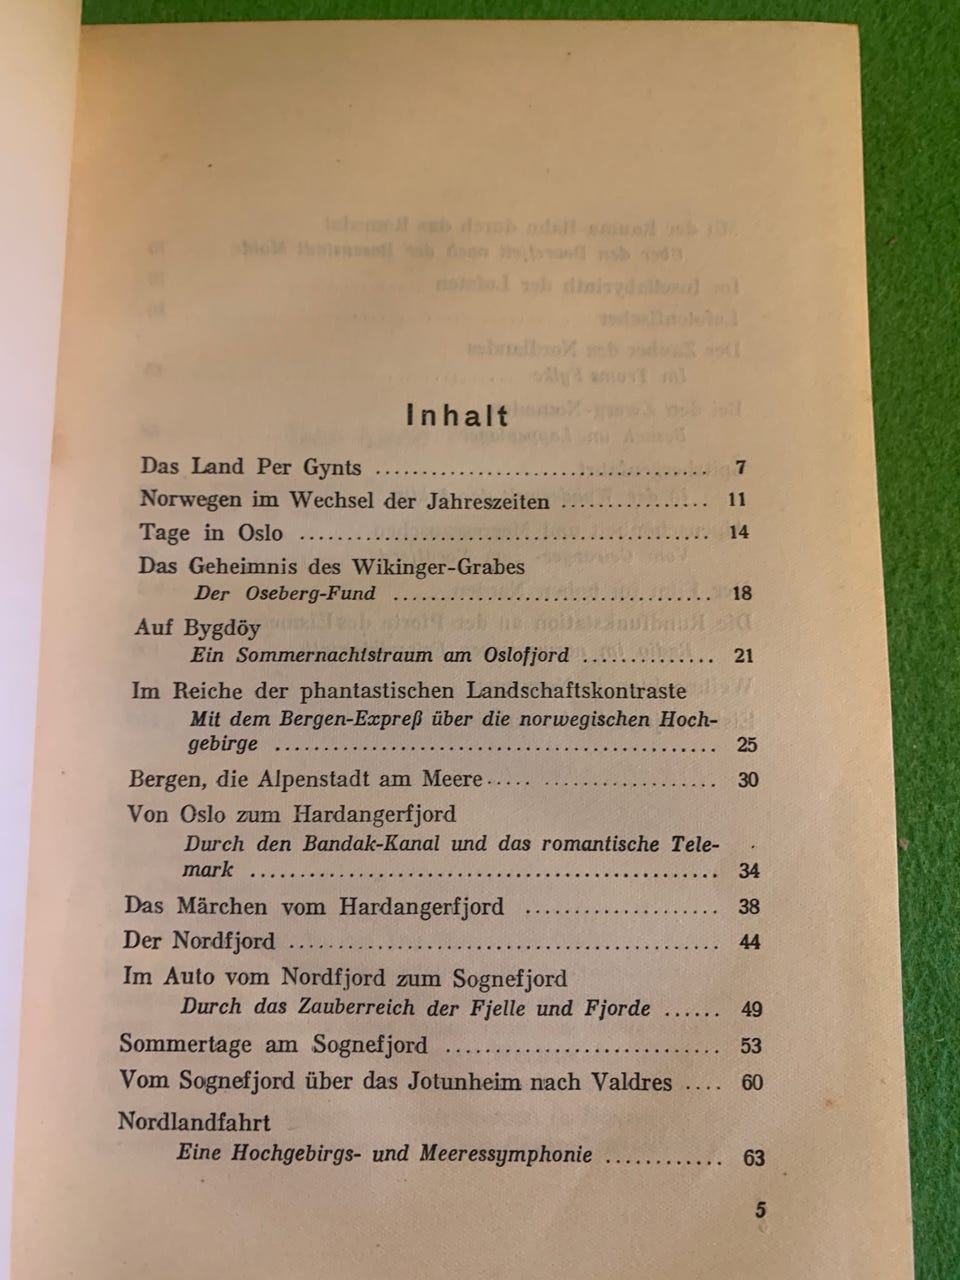 Inhalt
Das Land Per Gynts .................................... 7
Norwegen im Wechsel der Jahreszeiten ................ 11
Tage in Oslo ............................................ 14
Das Geheimnis des Wikinger-Grabes
Der Oseberg-Fund .................................. 18
Auf Bygdöy
Ein Sommernachtstraum am Oslofjord .............. 21
Im Reiche der phantastischen Landschaftskontraste
Mit dem Bergen-Expreß über die norwegischen Hoch-
gebirge ............................................... 25
Bergen, die Alpenstadt am Meere..... ................... 30
Von Oslo zum Hardangerfjord
Durch den Bandak-Kanal und das romantische Tele-
mark .................................................. 34
Das Märchen vom Hardangerfjord ..................... 38
Der Nordfjord .............................................. 44
Im Auto vom Nordfjord zum Sognefjord
Durch das Zauberreich der Fjelle und Fjorde ...... 49
Sommertage am Sognefjord ............................. 53
Vom Sognefjord über das Jotunheim nach Valdres .... 60
Nordlandfahrt
Eine Hochgebirgs- und Meeressymphonie ............ 63
5